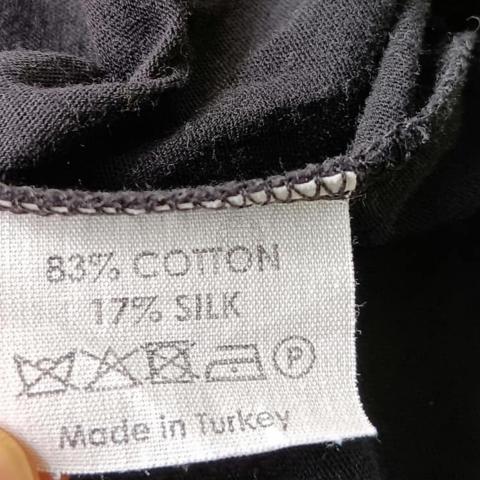 83% COTTON
17% SILK
P
Made in Turkey